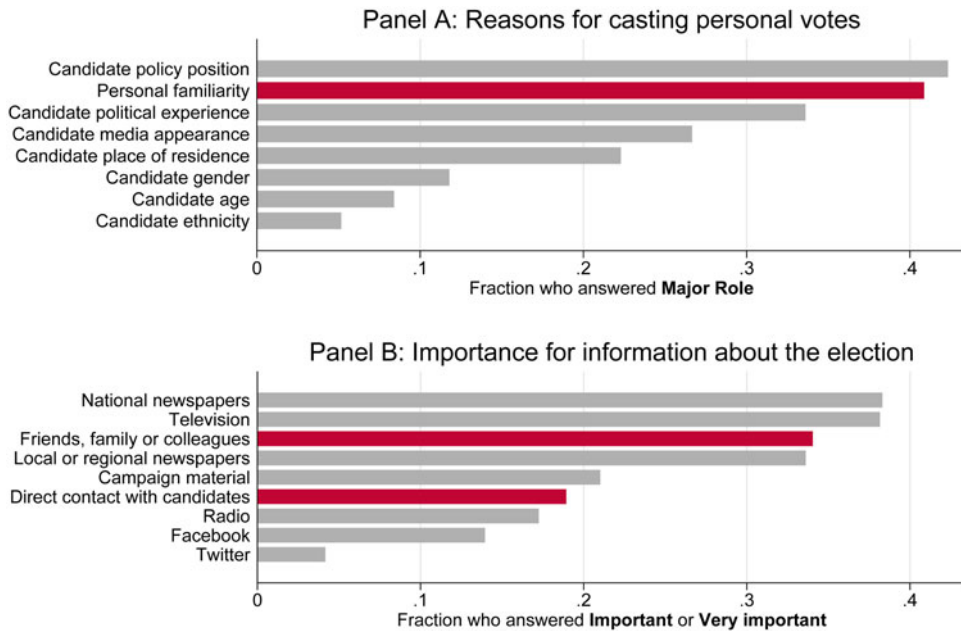 Panel A: Reasons for casting personal votes
Candidate policy position
Personal familiarity
Candidate political experience
Candidate media appearance
Candidate place of residence
Candidate gender
Candidate age
Candidate ethnicity
0 .1 .2 .3 .4
Fraction who answered Major Role
Panel B: Importance for information about the election
National newspapers
Television
Friends, family or colleagues
Local or regional newspapers
Campaign material
Direct contact with candidates
Radio
Facebook
Twitter
0 .1 .2 .3 .4
Fraction who answered Important or Very important